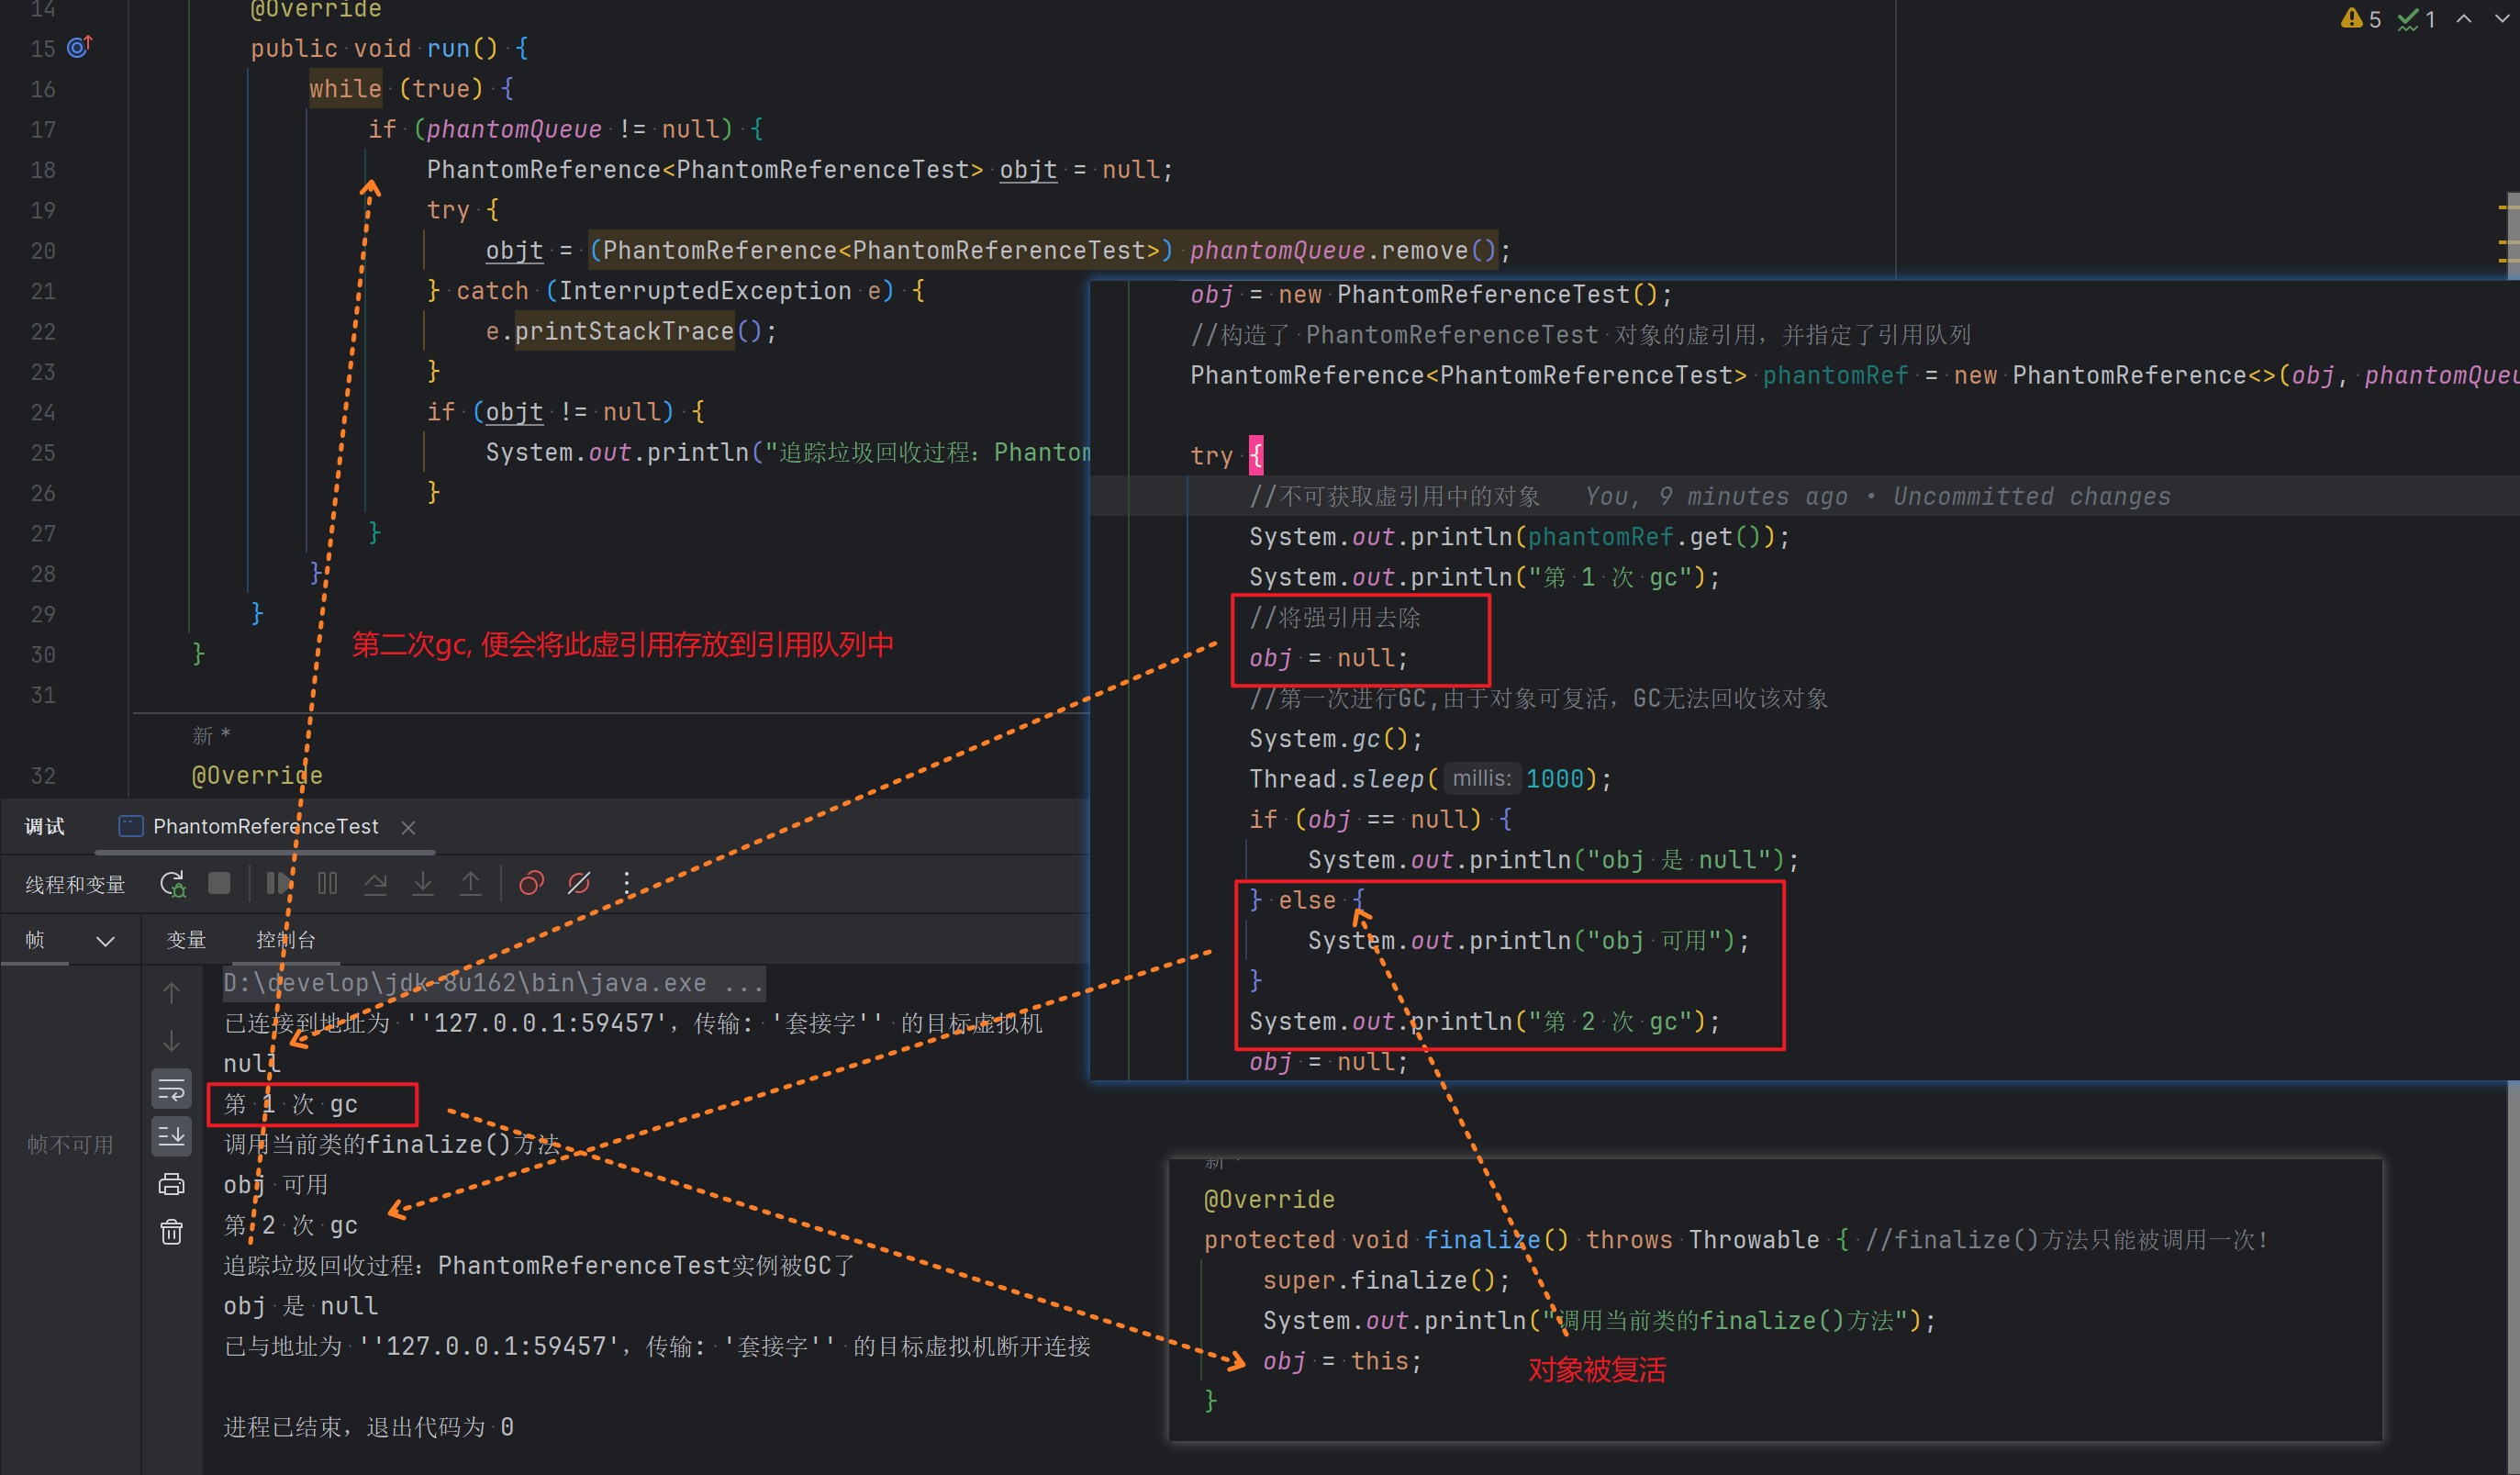 14 @Override
15 public void run() {
16 while (true) {
17 if (phantomQueue != null) {
18 PhantomReference<PhantomReferenceTest> objt = null;
19 try {
20 objt = (PhantomReference<PhantomReferenceTest>) phantomQueue.remove();
21 } catch (InterruptedException e) {
22 e.printStackTrace();
23 }
24 if (objt != null) {
25 System.out.println("追踪垃圾回收过程：Phantom
26 }
27 }
28 }
29 }
30 }
31
新 *
32 @Override
5 1
第二次gc, 便会将此虚引用存放到引用队列中
obj = new PhantomReferenceTest();
//构造了 PhantomReferenceTest 对象的虚引用，并指定了引用队列
PhantomReference<PhantomReferenceTest> phantomRef = new PhantomReference<>(obj, phantomQueu
try {
//不可获取虚引用中的对象 You, 9 minutes ago • Uncommitted changes
System.out.println(phantomRef.get());
System.out.println("第 1 次 gc");
//将强引用去除
obj = null;
//第一次进行GC,由于对象可复活，GC无法回收该对象
System.gc();
Thread.sleep( millis: 1000);
if (obj == null) {
System.out.println("obj 是 null");
} else {
System.out.println("obj 可用");
}
System.out.println("第 2 次 gc");
obj = null;
调试 PhantomReferenceTest
线程和变量
帧 变量 控制台
帧不可用
D:\develop\jdk-8u162\bin\java.exe ...
已连接到地址为 ''127.0.0.1:59457'，传输: '套接字'' 的目标虚拟机
null
第 1 次 gc
调用当前类的finalize()方法
obj 可用
第 2 次 gc
追踪垃圾回收过程：PhantomReferenceTest实例被GC了
obj 是 null
已与地址为 ''127.0.0.1:59457'，传输: '套接字'' 的目标虚拟机断开连接
进程已结束，退出代码为 0
新 *
@Override
protected void finalize() throws Throwable { //finalize()方法只能被调用一次！
super.finalize();
System.out.println("调用当前类的finalize()方法");
obj = this;
}
对象被复活